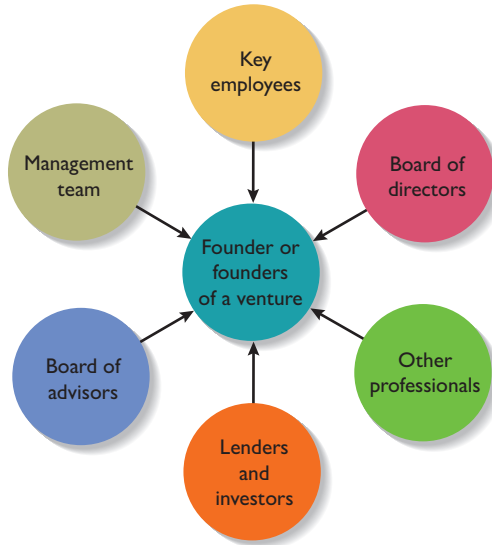 Key
employees
Management
team
Board of
directors
Founder or
founders
of a venture
Board of
advisors
Other
professionals
Lenders
and
investors